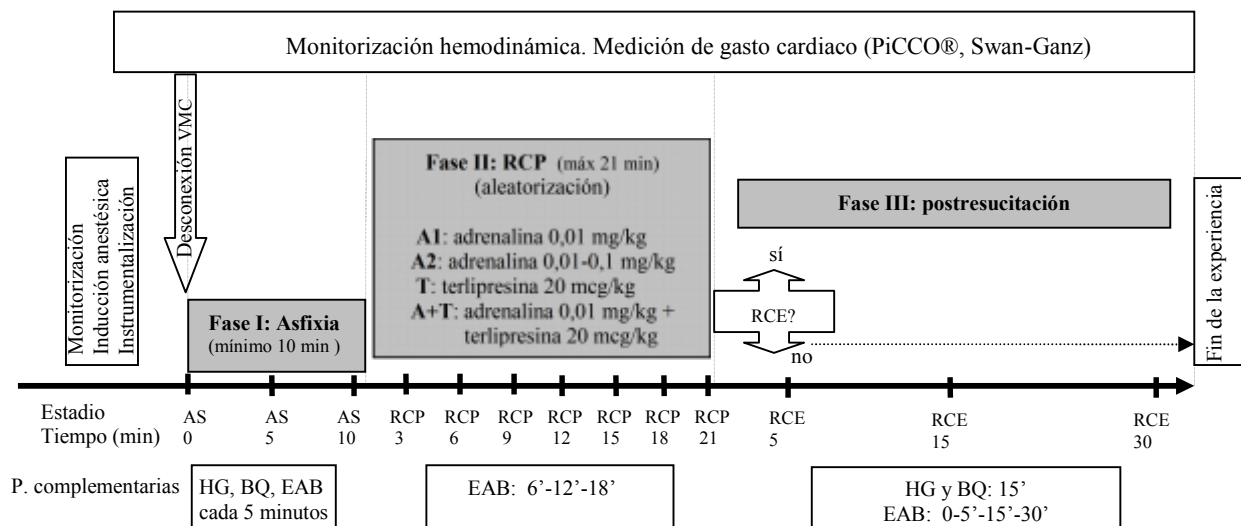 Monitorización hemodinámica. Medición de gasto cardiaco (PiCCO®, Swan-Ganz)
Monitorización
Inducción anestésica
Instrumentalización
Desconexión VMC
Fase I: Asfixia
(mínimo 10 min )
Fase II: RCP (máx 21 min)
(aleatorización)
A1: adrenalina 0,01 mg/kg
A2: adrenalina 0,01-0,1 mg/kg
T: terlipresina 20 mcg/kg
A+T: adrenalina 0,01 mg/kg +
terlipresina 20 mcg/kg
Fase III: postresucitación
sí
RCE?
no
Fin de la experiencia
Estadio AS AS AS RCP RCP RCP RCP RCP RCP RCP RCE RCE RCE
Tiempo (min) 0 5 10 3 6 9 12 15 18 21 5 15 30
P. complementarias
HG, BQ, EAB
cada 5 minutos
EAB: 6’-12’-18’
HG y BQ: 15’
EAB: 0-5’-15’-30’